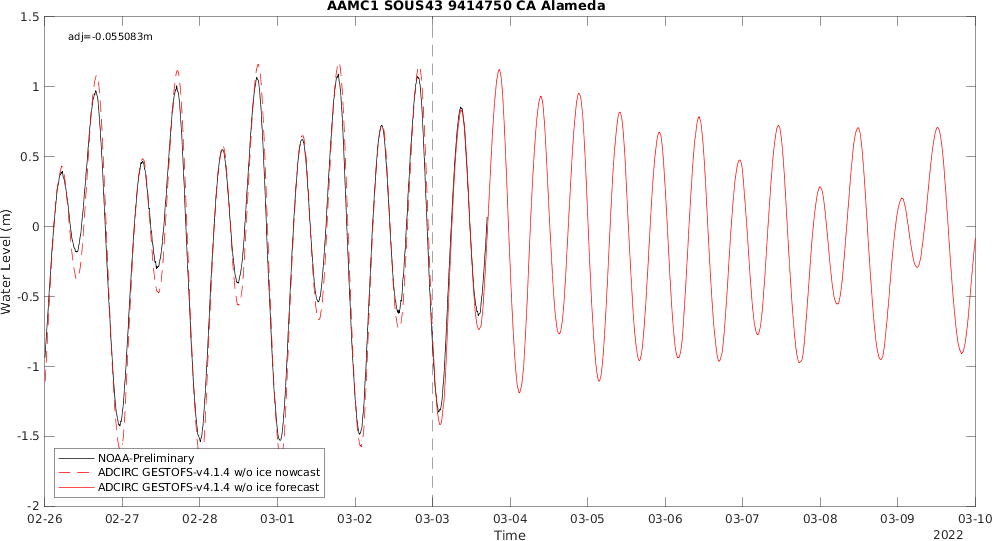 AAMC1 SOUS43 9414750 CA Alameda
adj=-0.055083m
1.5
1
0.5
0
-0.5
-1
-1.5
-2
Water Level (m)
NOAA-Preliminary
ADCIRC GESTOFS-v4.1.4 w/o ice nowcast
ADCIRC GESTOFS-v4.1.4 w/o ice forecast
02-26 02-27 02-28 03-01 03-02 03-03 03-04 03-05 03-06 03-07 03-08 03-09 03-10
Time
2022